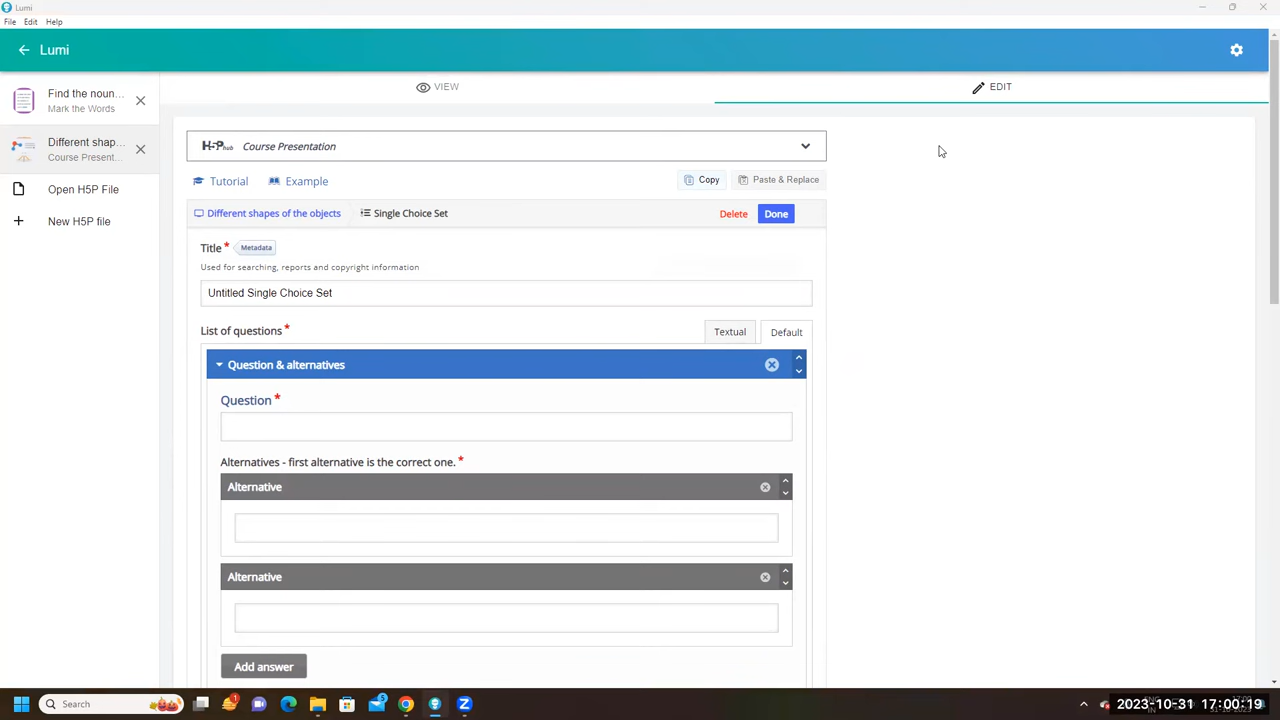 Lumi
File Edit Help
Lumi
VIEW
EDIT
Find the noun...
Mark the Words
Different shap...
Course Present...
Open H5P File
New H5P file
H5P hub Course Presentation
Tutorial Example
Copy Paste & Replace
Different shapes of the objects Single Choice Set Delete Done
Title * Metadata
Used for searching, reports and copyright information
Untitled Single Choice Set
List of questions * Textual Default
Question & alternatives
Question *
Alternatives - first alternative is the correct one. *
Alternative
Alternative
Add answer
Search
2023-10-31 17:00:19